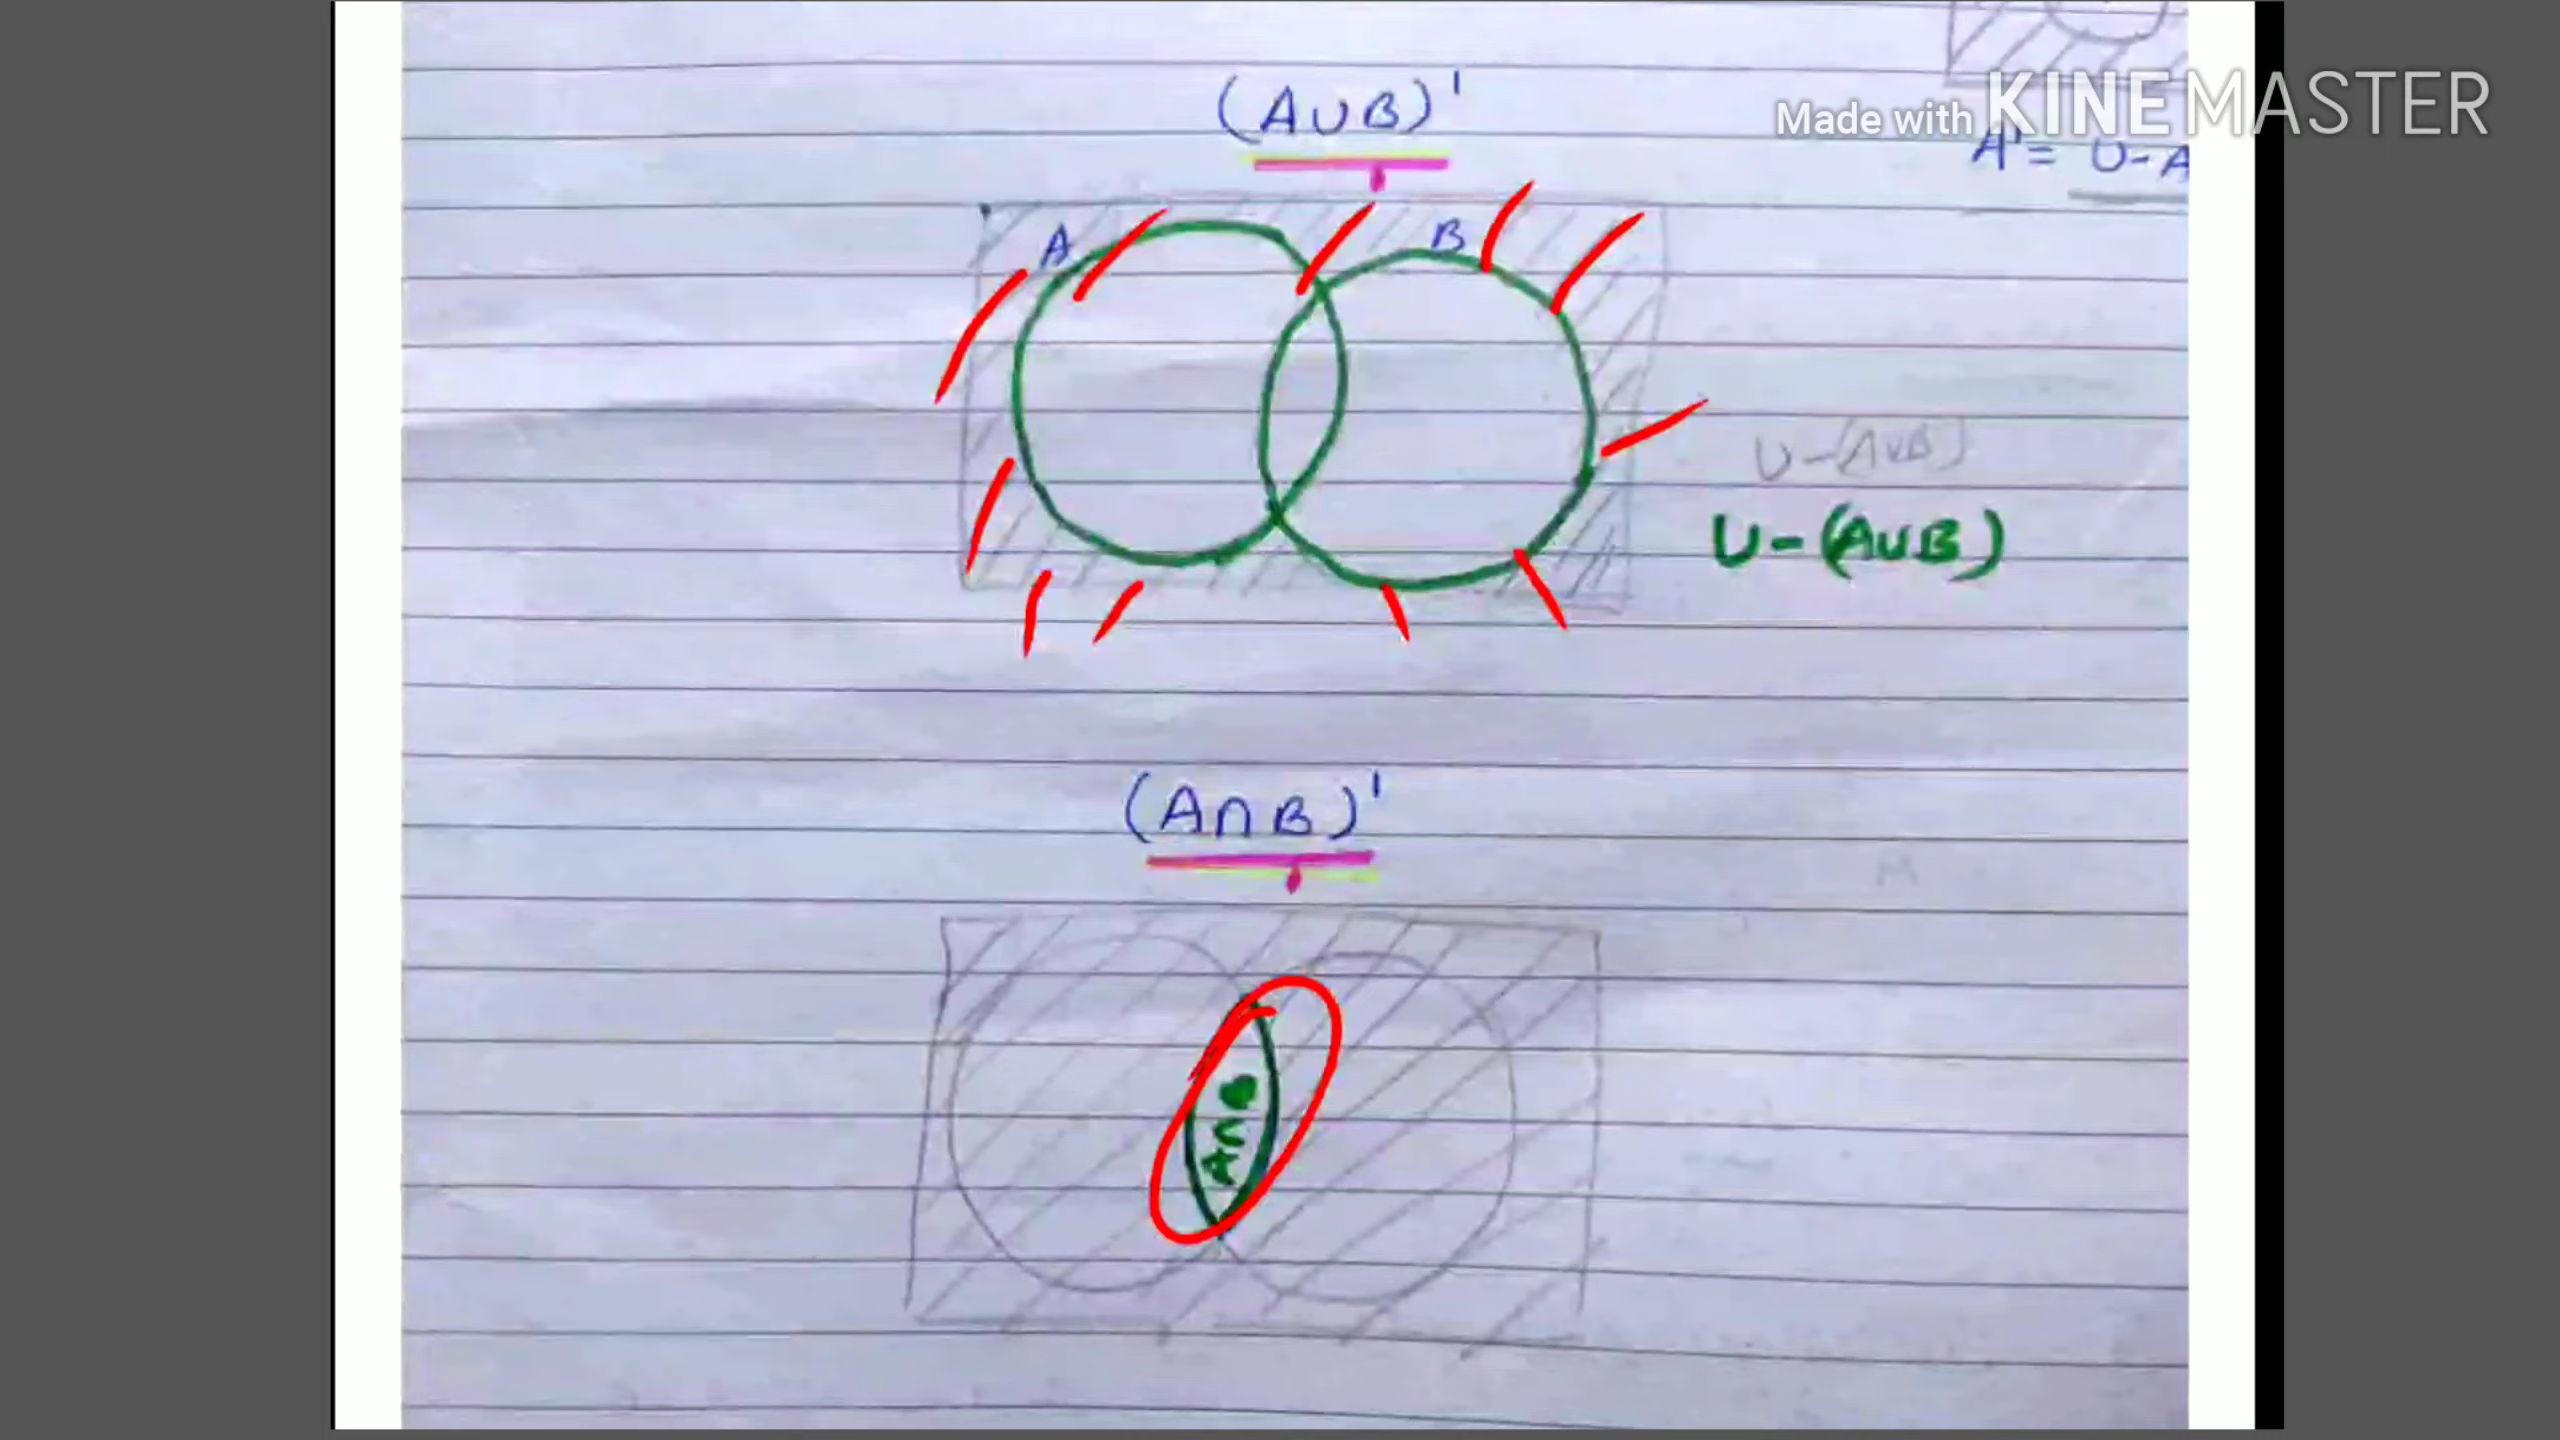 (A∪B)'
Made with KINEMASTER
A' = U-A
A
B
U-(A∪B)
U-(A∪B)
(A∩B)'
A∩B